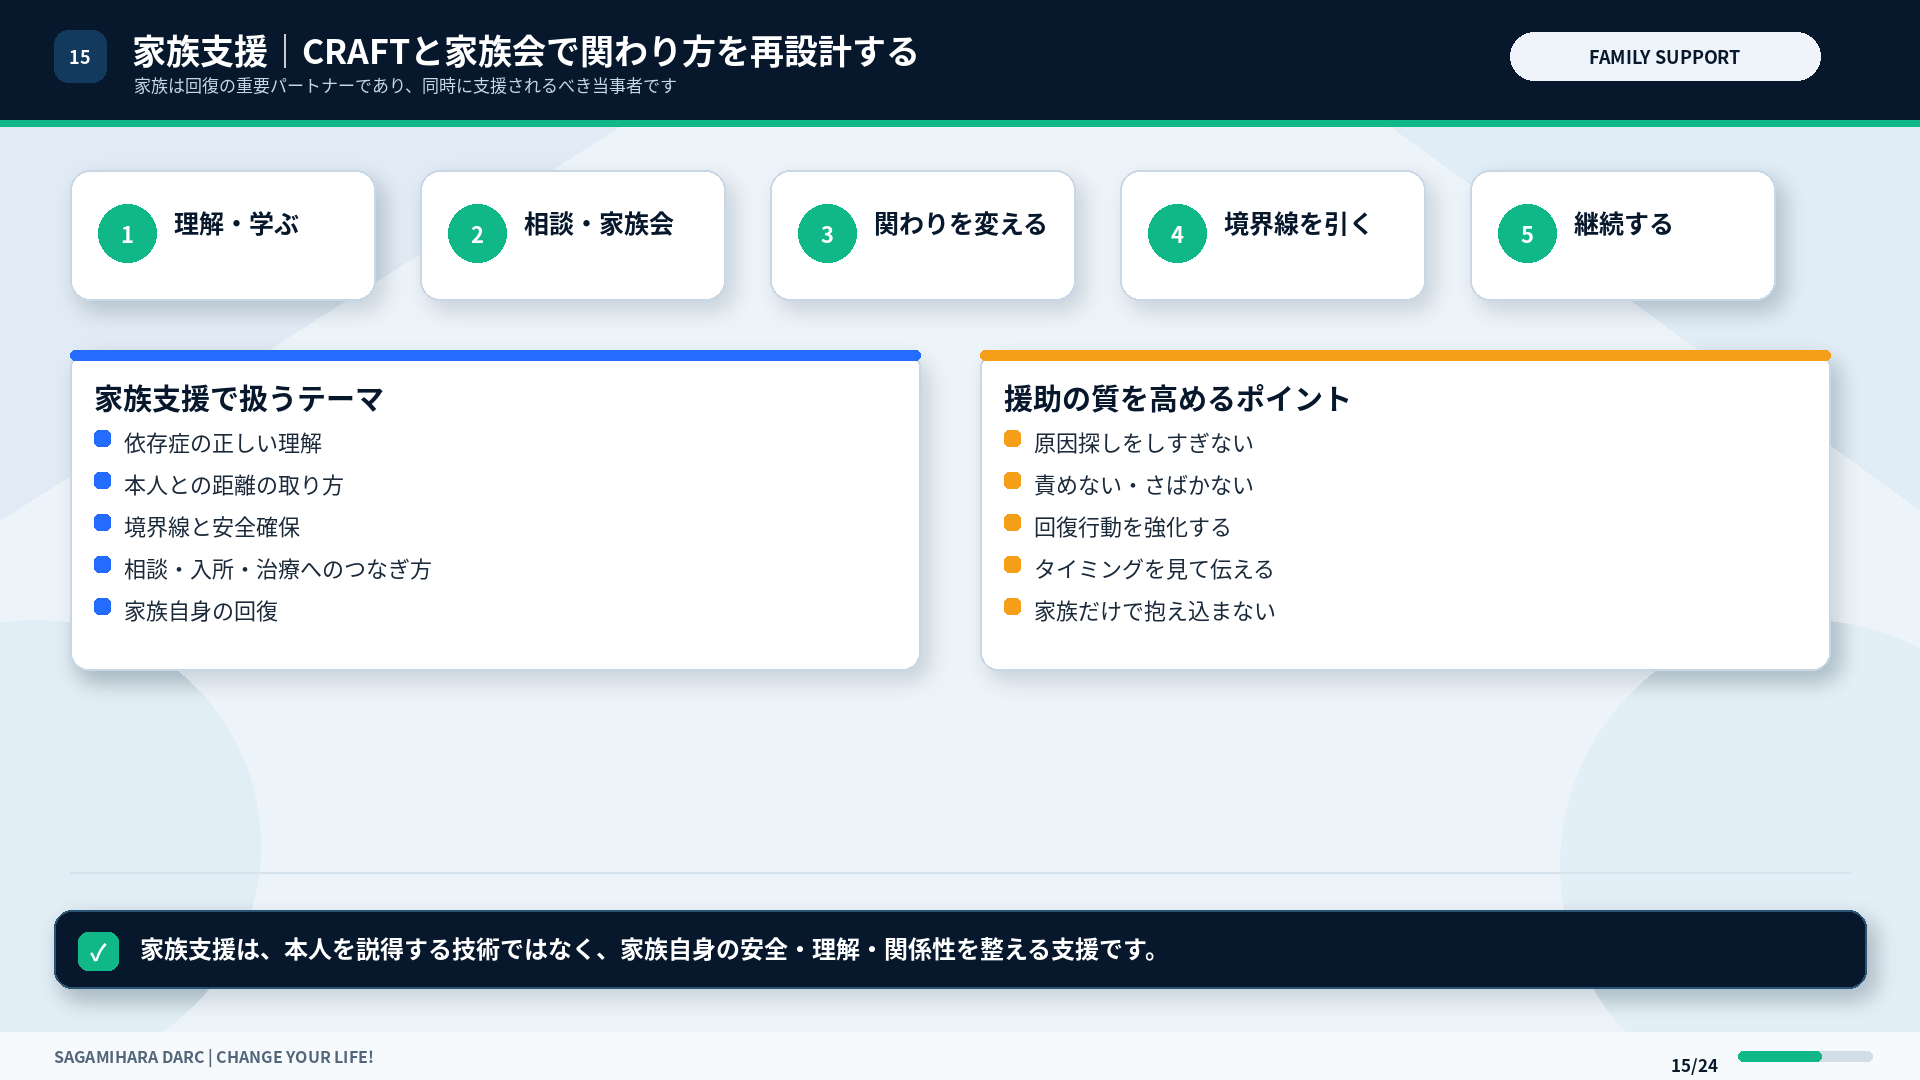 15
家族支援｜CRAFTと家族会で関わり方を再設計する
家族は回復の重要パートナーであり、同時に支援されるべき当事者です
FAMILY SUPPORT
1 理解・学ぶ
2 相談・家族会
3 関わりを変える
4 境界線を引く
5 継続する
家族支援で扱うテーマ
依存症の正しい理解
本人との距離の取り方
境界線と安全確保
相談・入所・治療へのつなぎ方
家族自身の回復
援助の質を高めるポイント
原因探しをしすぎない
責めない・さばかない
回復行動を強化する
タイミングを見て伝える
家族だけで抱え込まない
✓ 家族支援は、本人を説得する技術ではなく、家族自身の安全・理解・関係性を整える支援です。
SAGAMIHARA DARC | CHANGE YOUR LIFE!
15/24